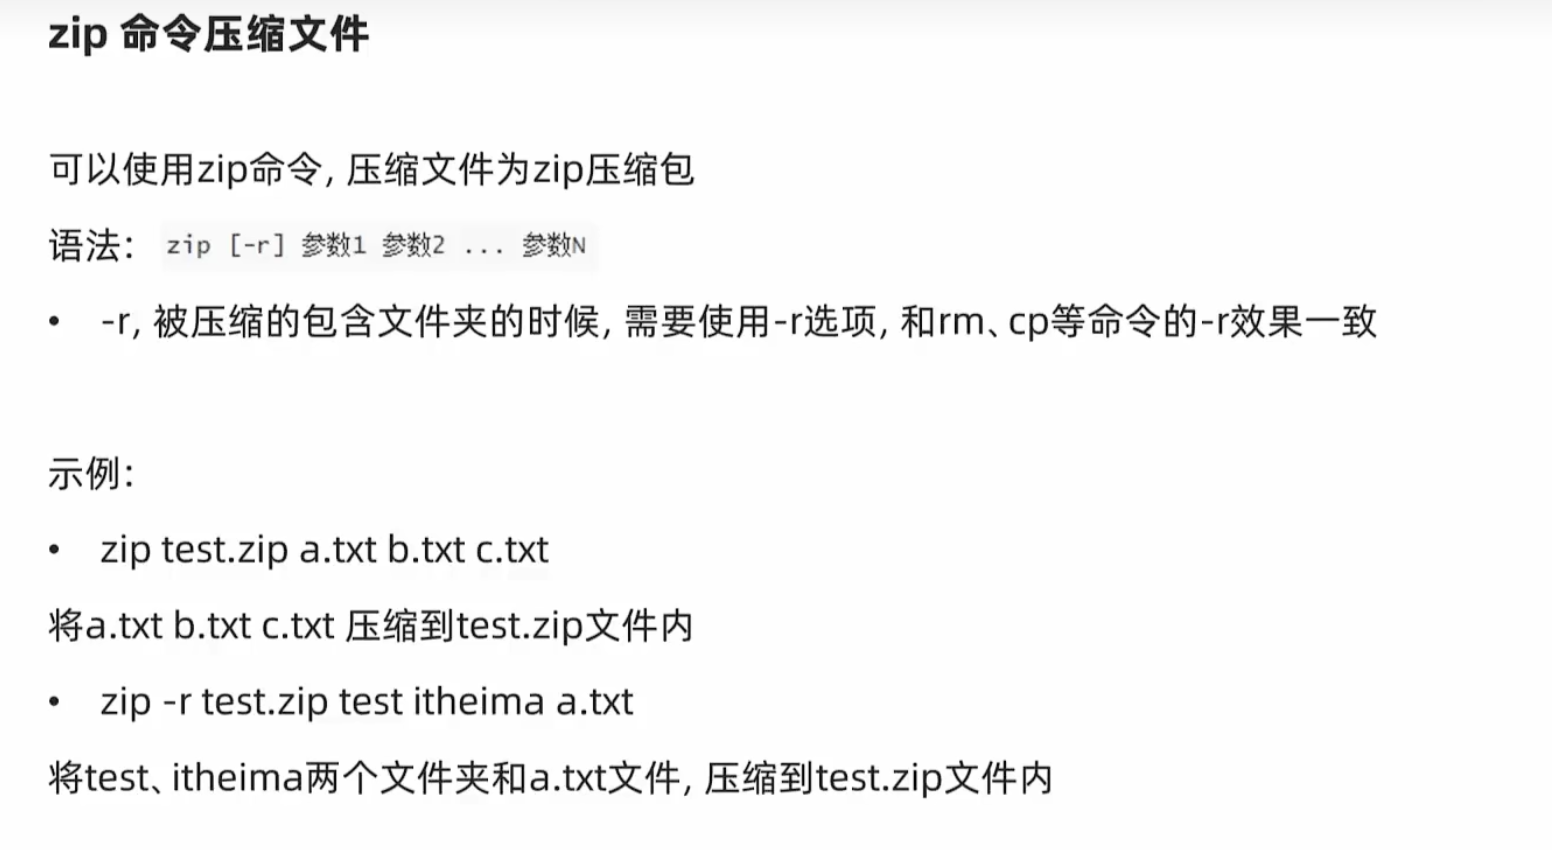 zip 命令压缩文件
可以使用zip命令, 压缩文件为zip压缩包
语法: zip [-r] 参数1 参数2 ... 参数N
• -r, 被压缩的包含文件夹的时候, 需要使用-r选项, 和rm、cp等命令的-r效果一致
示例:
• zip test.zip a.txt b.txt c.txt
将a.txt b.txt c.txt 压缩到test.zip文件内
• zip -r test.zip test itheima a.txt
将test、itheima两个文件夹和a.txt文件, 压缩到test.zip文件内